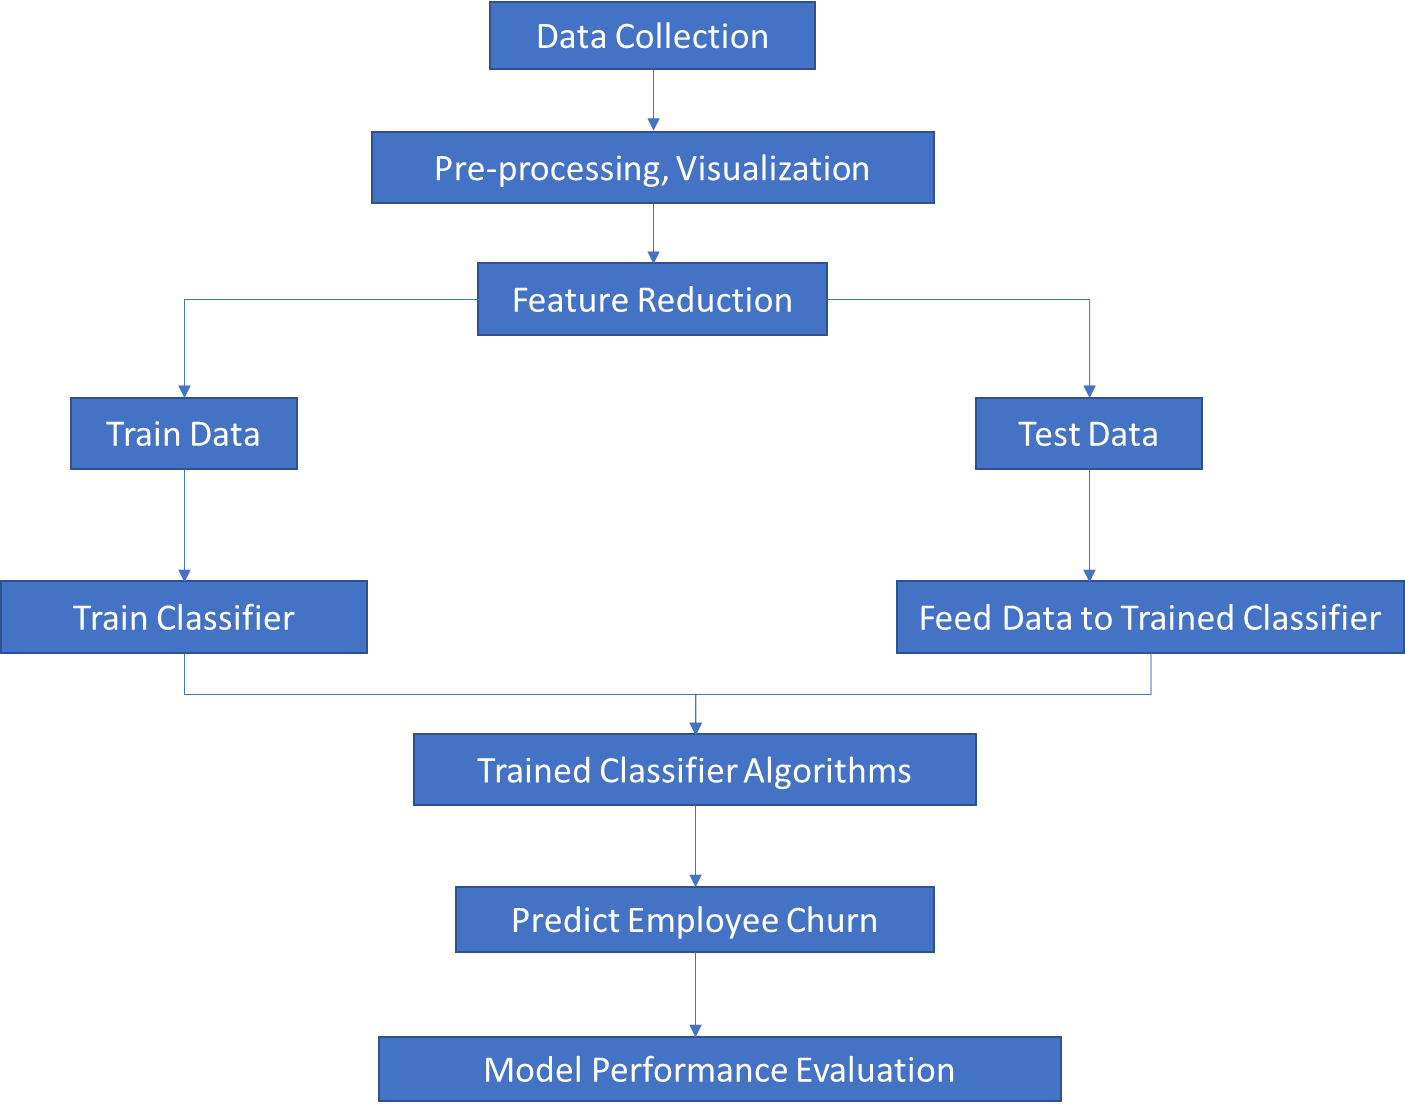 Data Collection
Pre-processing, Visualization
Feature Reduction
Train Data
Test Data
Train Classifier
Feed Data to Trained Classifier
Trained Classifier Algorithms
Predict Employee Churn
Model Performance Evaluation